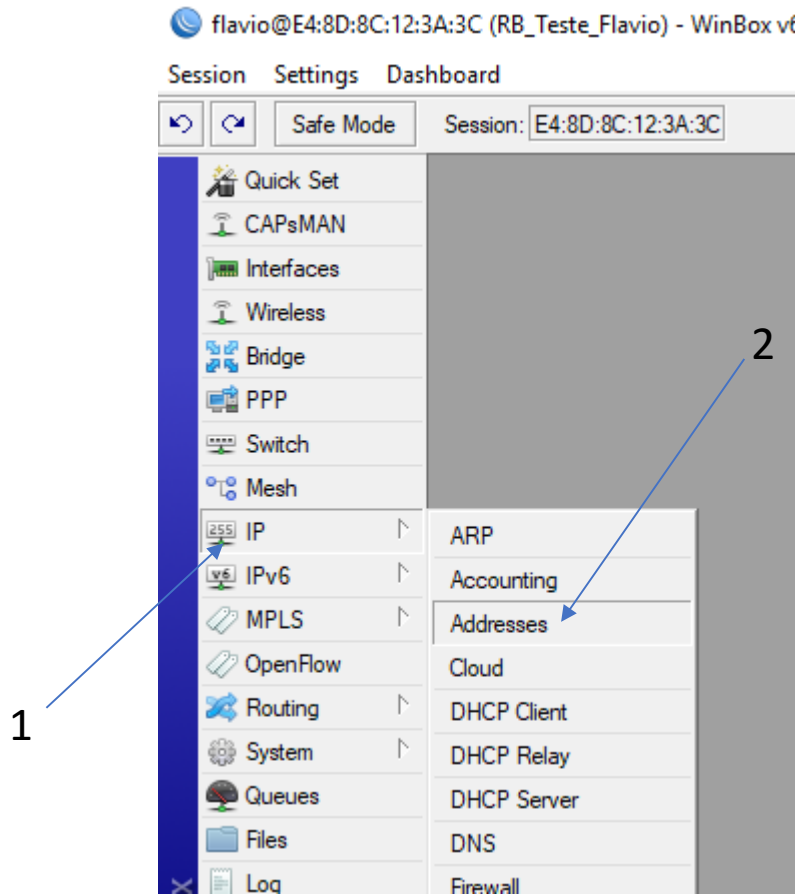 flavio@E4:8D:8C:12:3A:3C (RB_Teste_Flavio) - WinBox v6
Session Settings Dashboard
Safe Mode Session: E4:8D:8C:12:3A:3C
Quick Set
CAPsMAN
Interfaces
Wireless
Bridge
2
PPP
Switch
Mesh
255 IP
ARP
v6 IPv6
Accounting
MPLS
Addresses
OpenFlow
Cloud
1
Routing
DHCP Client
System
DHCP Relay
Queues
DHCP Server
Files
DNS
Log
Firewall